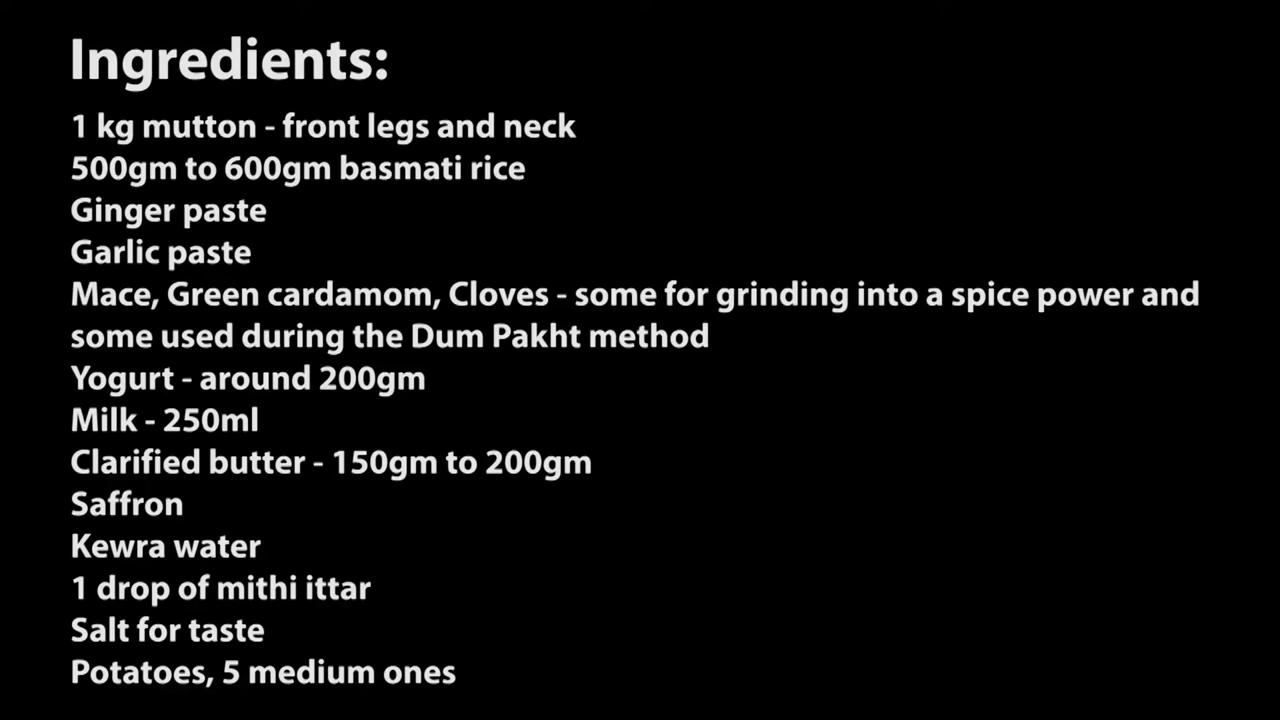 Ingredients:
1 kg mutton - front legs and neck
500gm to 600gm basmati rice
Ginger paste
Garlic paste
Mace, Green cardamom, Cloves - some for grinding into a spice power and
some used during the Dum Pakht method
Yogurt - around 200gm
Milk - 250ml
Clarified butter - 150gm to 200gm
Saffron
Kewra water
1 drop of mithi ittar
Salt for taste
Potatoes, 5 medium ones